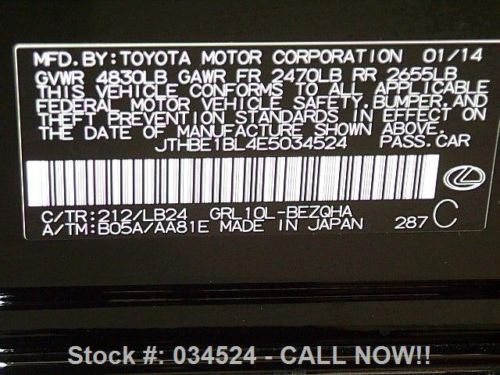 MFD. BY: TOYOTA MOTOR CORPORATION 01/14
GVWR 4830LB GAWR FR 2470LB RR 2655LB
THIS VEHICLE CONFORMS TO ALL APPLICABLE
FEDERAL MOTOR VEHICLE SAFETY, BUMPER, AND
THEFT PREVENTION STANDARDS IN EFFECT ON
THE DATE OF MANUFACTURE SHOWN ABOVE.
JTHBE1BL4E5034524 PASS. CAR
C/TR: 212/LB24 GRL10L-BEZQHA
A/TM: B05A/AA81E MADE IN JAPAN 287 C
Stock #: 034524 - CALL NOW!!